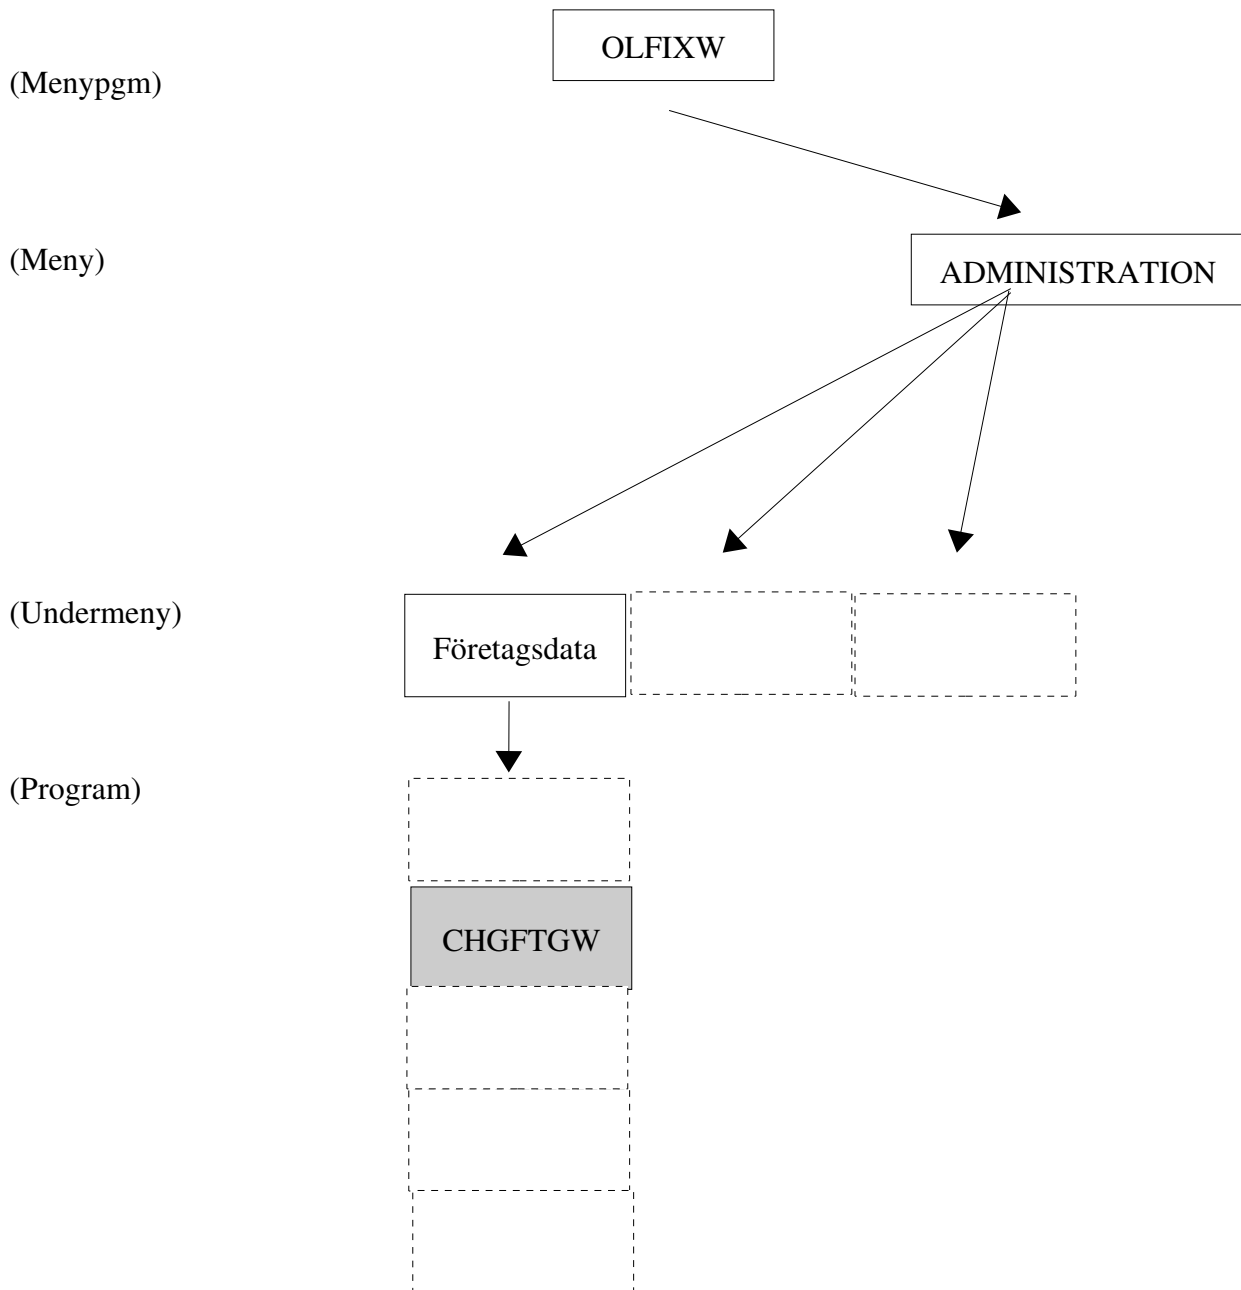 OLFIXW
(Menypgm)
(Meny)
ADMINISTRATION
(Undermeny)
Företagsdata
(Program)
CHGFTGW